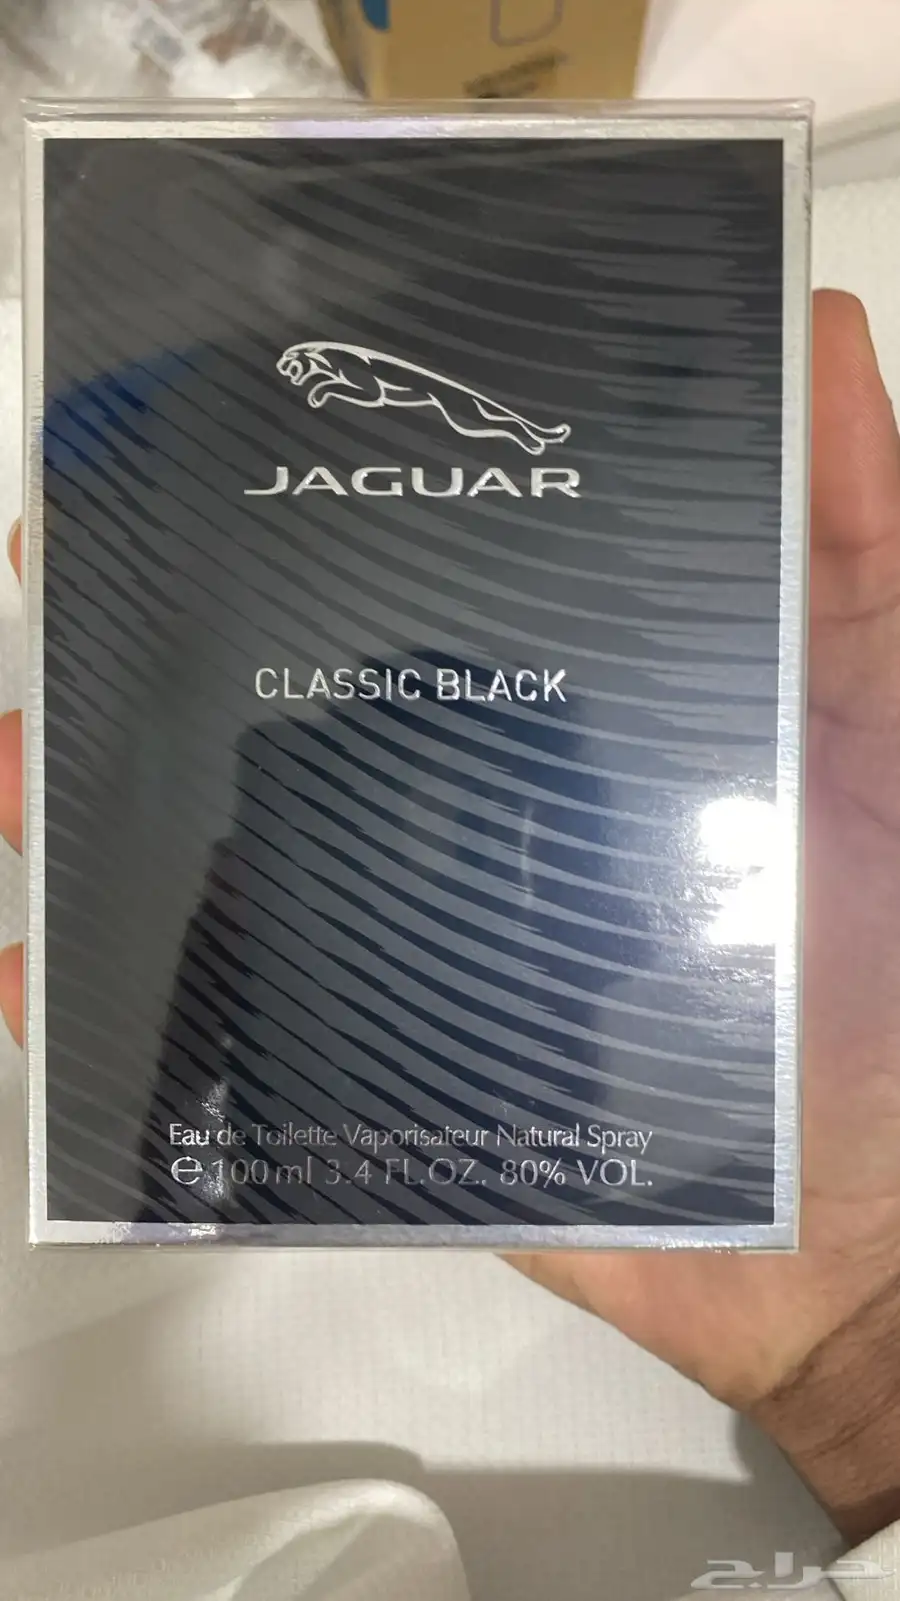 JAGUAR
CLASSIC BLACK
Eau de Toilette Vaporisateur Natural Spray
℮ 100 ml 3.4 FL.OZ. 80% VOL.
حراج